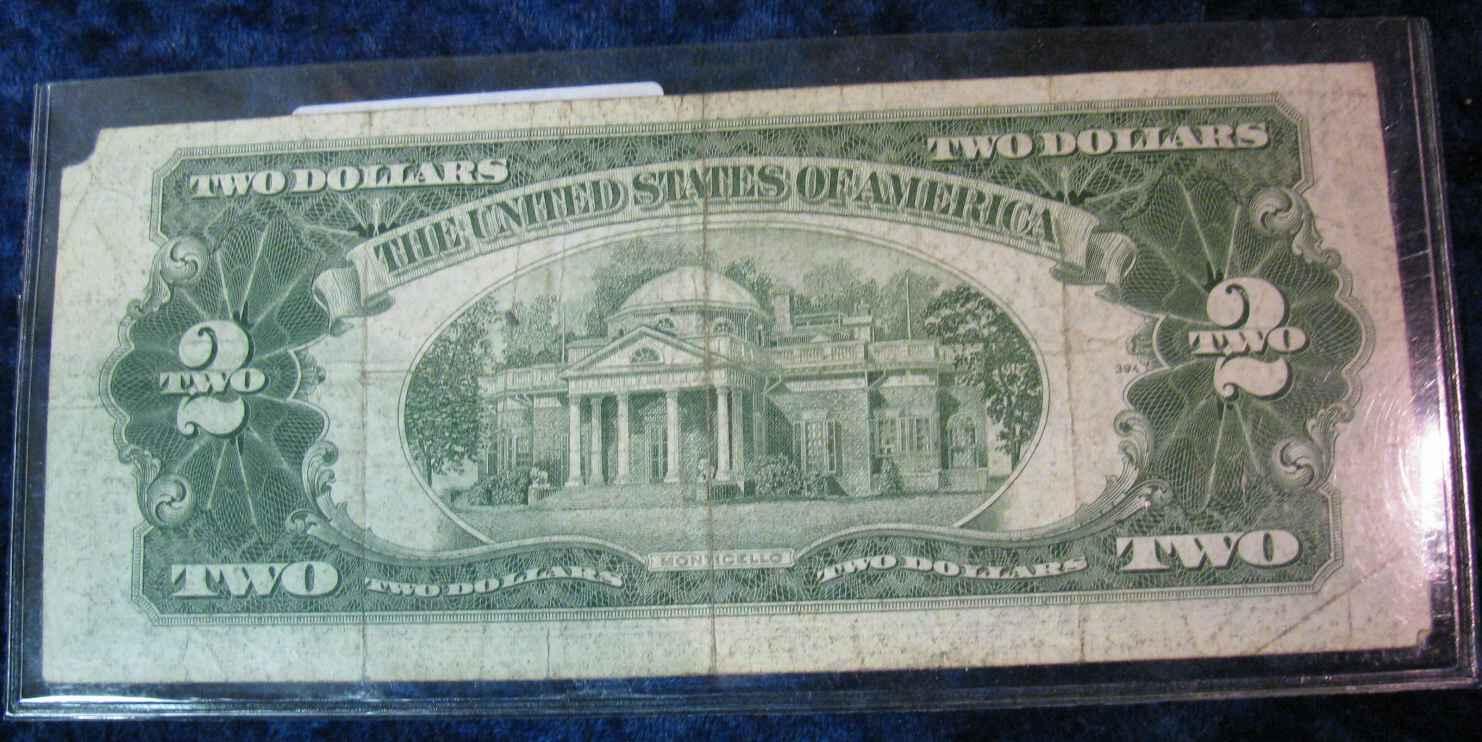 TWO DOLLARS
TWO DOLLARS
THE UNITED STATES OF AMERICA
2
TWO
2
TWO
MONTICELLO
TWO
TWO DOLLARS
TWO DOLLARS
TWO